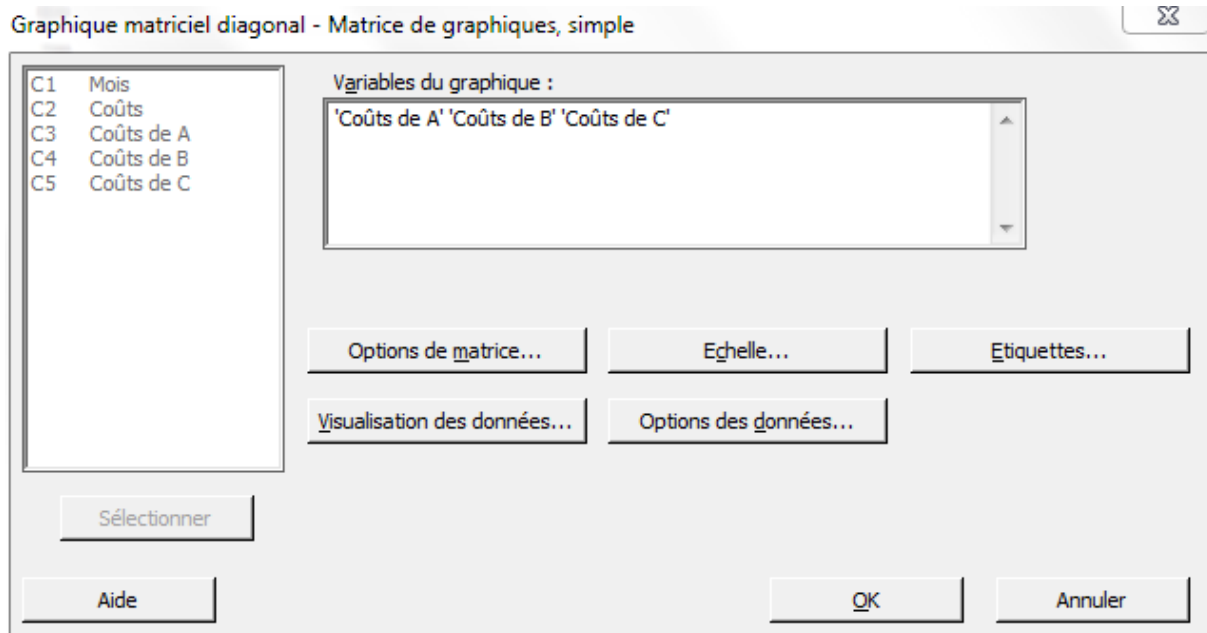 Graphique matriciel diagonal - Matrice de graphiques, simple
C1 Mois
C2 Coûts
C3 Coûts de A
C4 Coûts de B
C5 Coûts de C
Variables du graphique :
'Coûts de A' 'Coûts de B' 'Coûts de C'
Options de matrice...
Echelle...
Etiquettes...
Visualisation des données...
Options des données...
Sélectionner
Aide
OK
Annuler